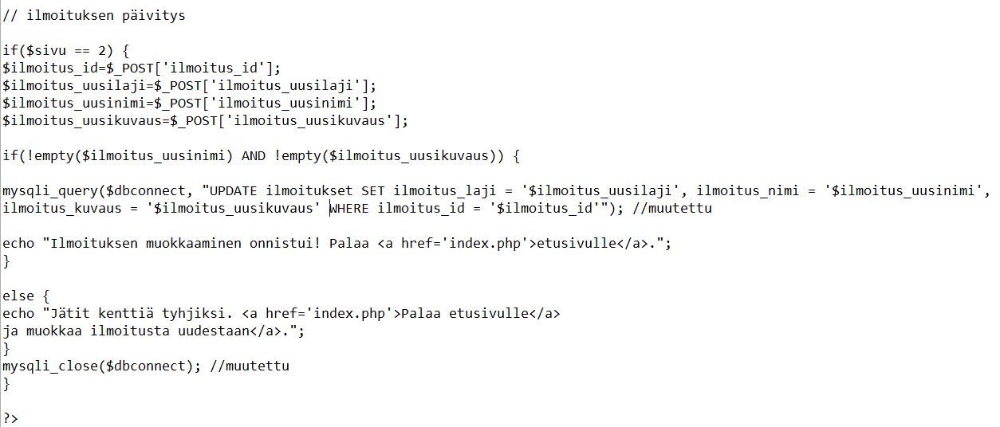 // ilmoituksen päivitys
if($sivu == 2) {
$ilmoitus_id=$_POST['ilmoitus_id'];
$ilmoitus_uusilaji=$_POST['ilmoitus_uusilaji'];
$ilmoitus_uusinimi=$_POST['ilmoitus_uusinimi'];
$ilmoitus_uusikuvaus=$_POST['ilmoitus_uusikuvaus'];
if(!empty($ilmoitus_uusinimi) AND !empty($ilmoitus_uusikuvaus)) {
mysqli_query($dbconnect, "UPDATE ilmoitukset SET ilmoitus_laji = '$ilmoitus_uusilaji', ilmoitus_nimi = '$ilmoitus_uusinimi',
ilmoitus_kuvaus = '$ilmoitus_uusikuvaus' WHERE ilmoitus_id = '$ilmoitus_id'"); //muutettu
echo "Ilmoituksen muokkaaminen onnistui! Palaa <a href='index.php'>etusivulle</a>.";
}
else {
echo "Jätit kenttiä tyhjiksi. <a href='index.php'>Palaa etusivulle</a>
ja muokkaa ilmoitusta uudestaan</a>.";
}
mysqli_close($dbconnect); //muutettu
}
?>